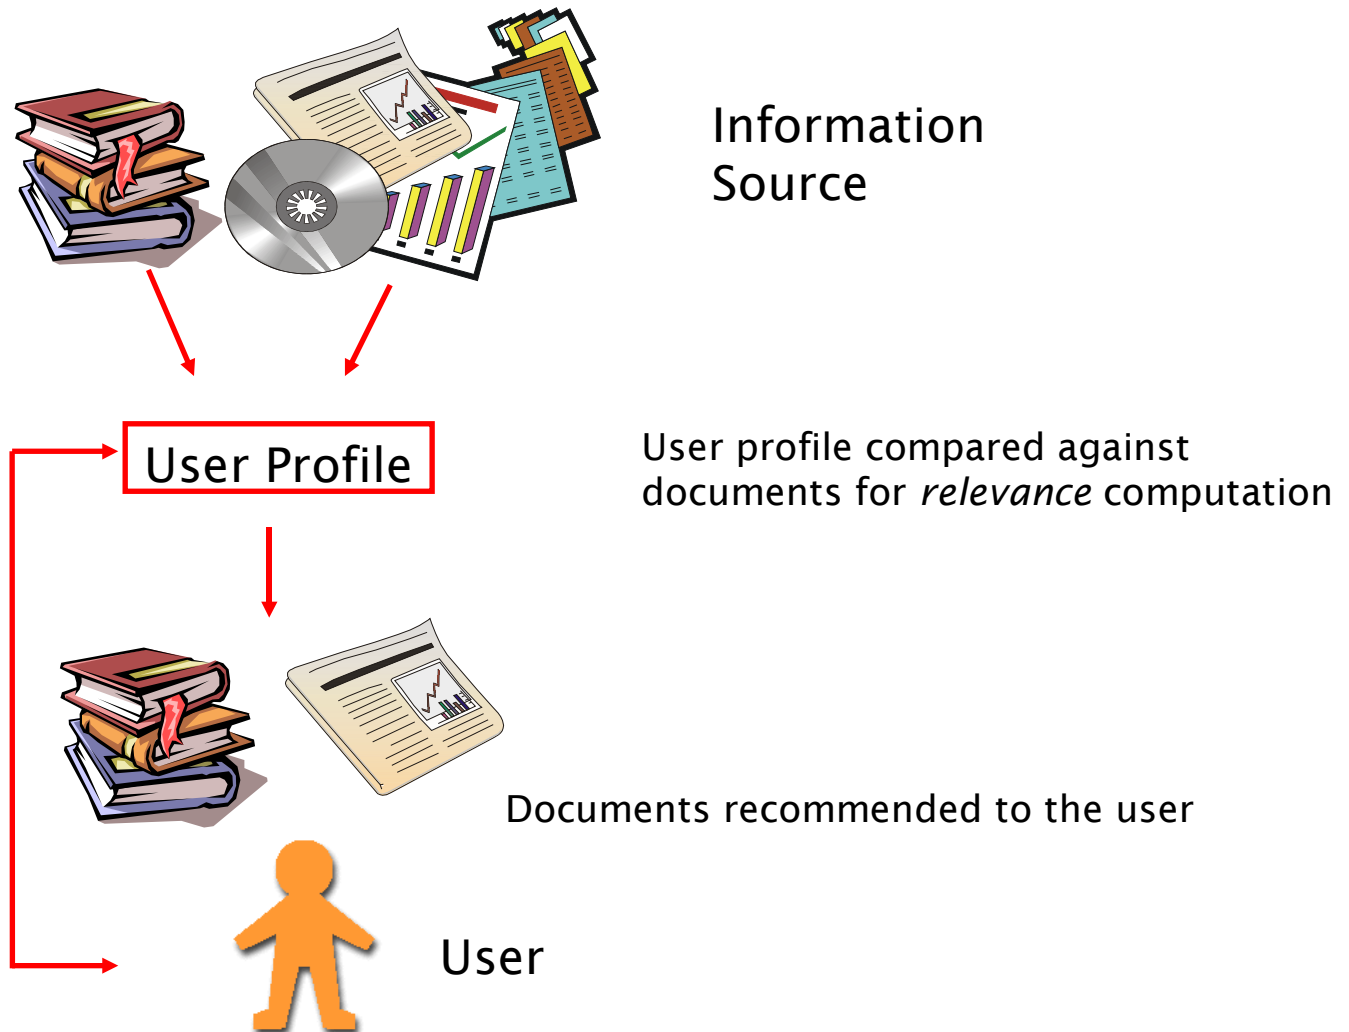 Information
Source
User Profile
User profile compared against
documents for relevance computation
Documents recommended to the user
User